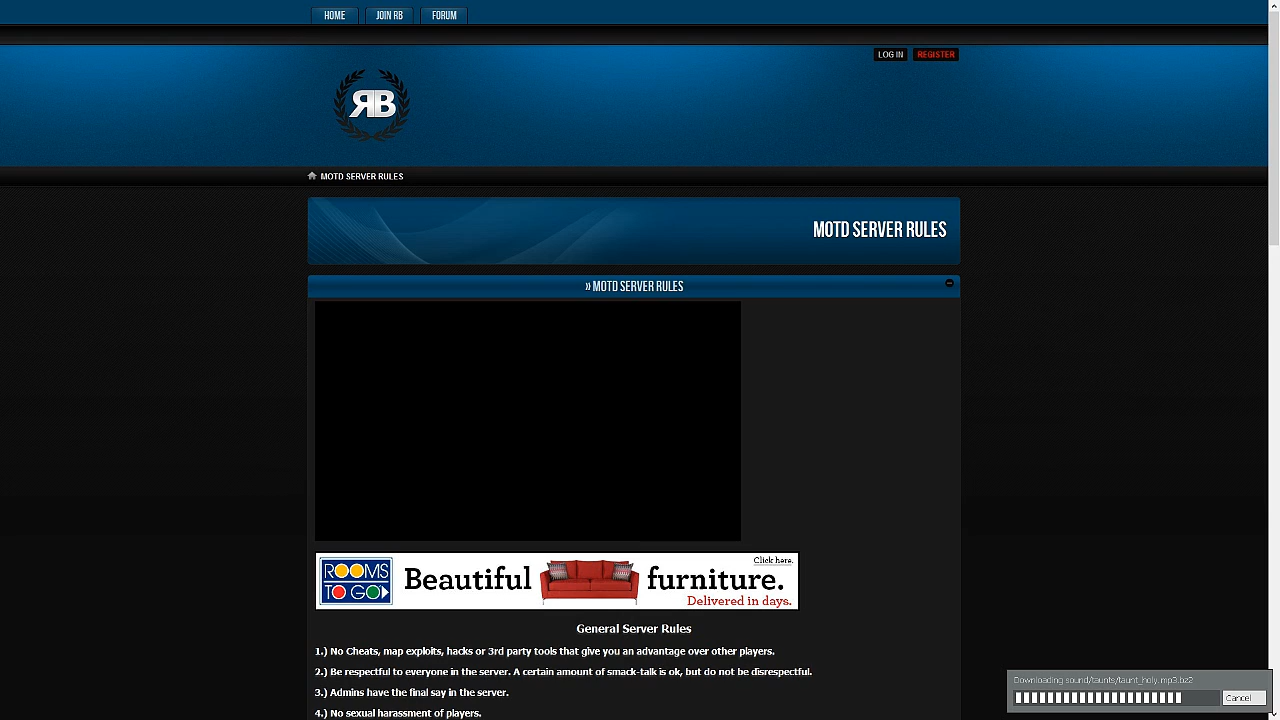 HOME
JOIN RB
FORUM
LOG IN
REGISTER
RB
MOTD SERVER RULES
MOTD SERVER RULES
» MOTD SERVER RULES
ROOMS TO GO
Beautiful furniture.
Click here.
Delivered in days.
General Server Rules
1.) No Cheats, map exploits, hacks or 3rd party tools that give you an advantage over other players.
2.) Be respectful to everyone in the server. A certain amount of smack-talk is ok, but do not be disrespectful.
3.) Admins have the final say in the server.
4.) No sexual harassment of players.
Downloading sound/taunts/taunt_holy.mp3.bz2
Cancel